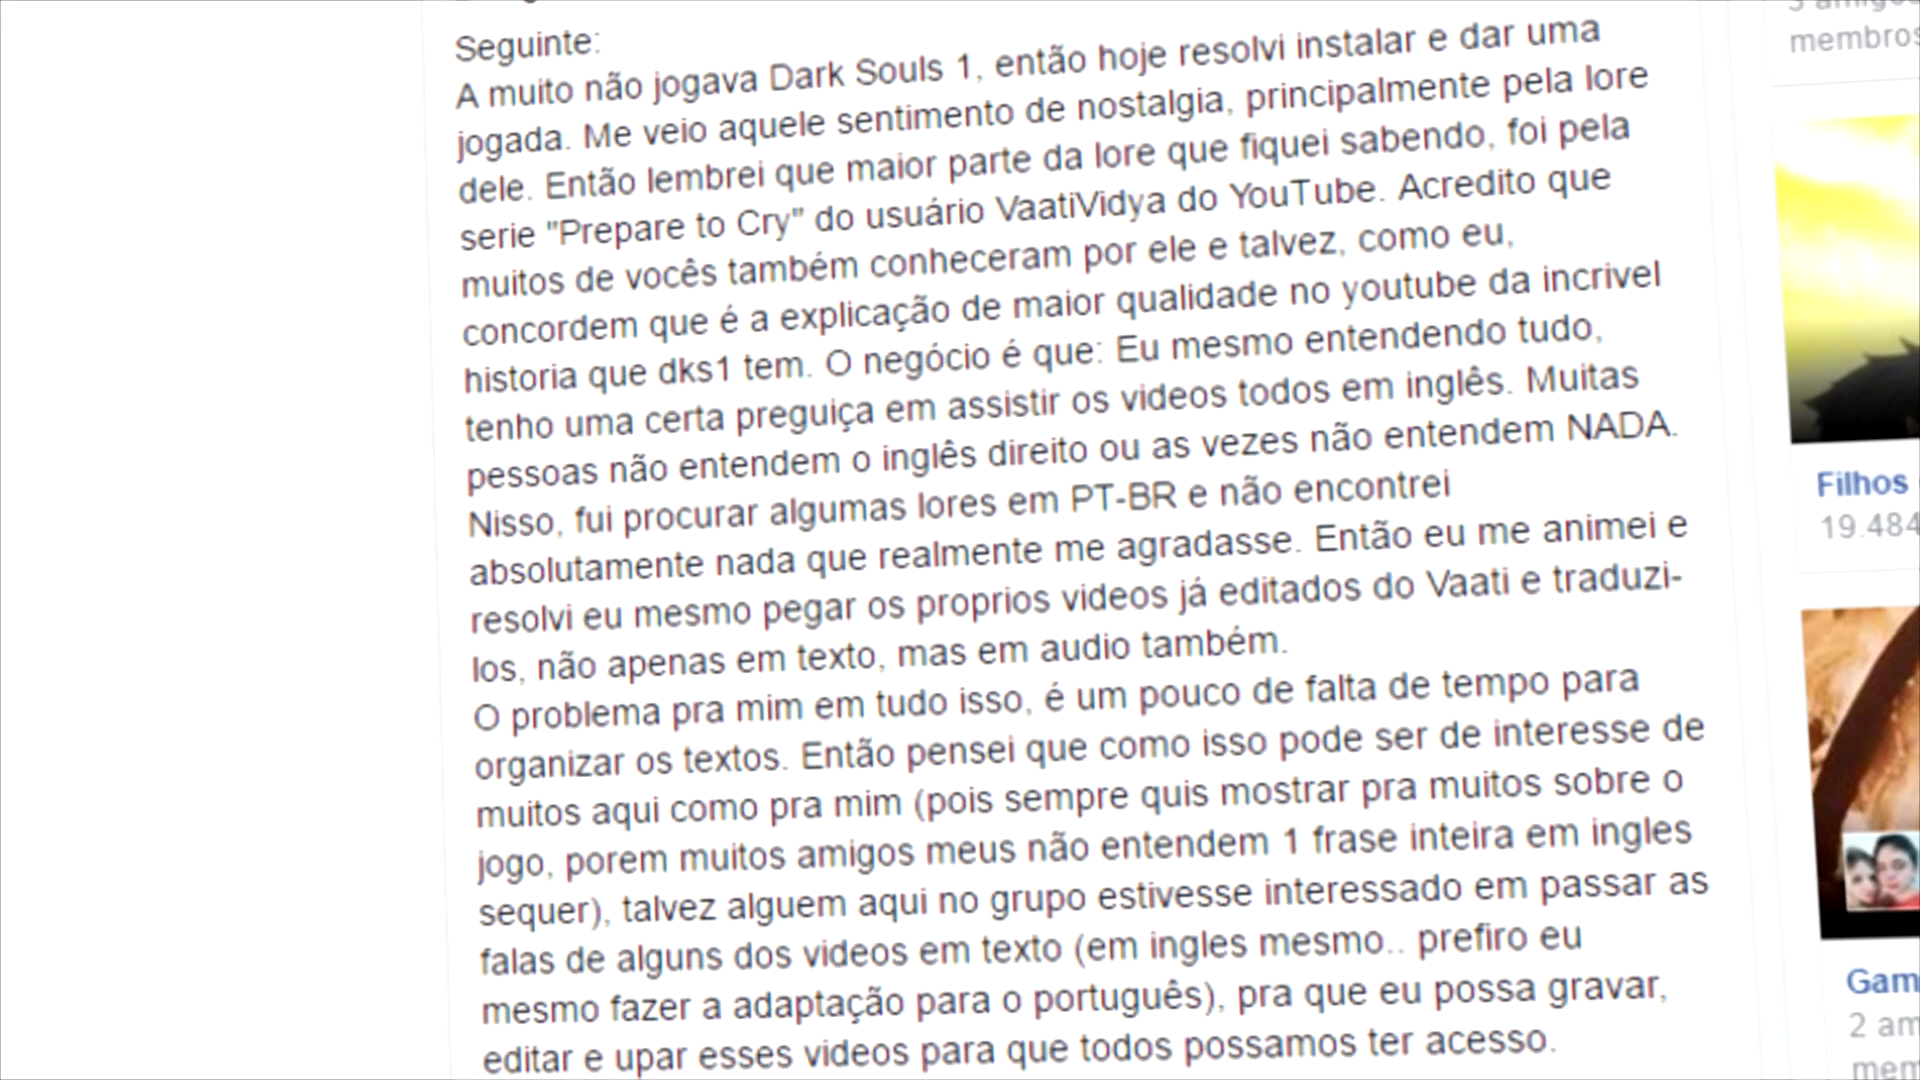 Seguinte:
A muito não jogava Dark Souls 1, então hoje resolvi instalar e dar uma
jogada. Me veio aquele sentimento de nostalgia, principalmente pela lore
dele. Então lembrei que maior parte da lore que fiquei sabendo, foi pela
serie "Prepare to Cry" do usuário VaatiVidya do YouTube. Acredito que
muitos de vocês também conheceram por ele e talvez, como eu,
concordem que é a explicação de maior qualidade no youtube da incrivel
historia que dks1 tem. O negócio é que: Eu mesmo entendendo tudo,
tenho uma certa preguiça em assistir os videos todos em inglês. Muitas
pessoas não entendem o inglês direito ou as vezes não entendem NADA.
Nisso, fui procurar algumas lores em PT-BR e não encontrei
absolutamente nada que realmente me agradasse. Então eu me animei e
resolvi eu mesmo pegar os proprios videos já editados do Vaati e traduzi-
los, não apenas em texto, mas em audio também.
O problema pra mim em tudo isso, é um pouco de falta de tempo para
organizar os textos. Então pensei que como isso pode ser de interesse de
muitos aqui como pra mim (pois sempre quis mostrar pra muitos sobre o
jogo, porem muitos amigos meus não entendem 1 frase inteira em ingles
sequer), talvez alguem aqui no grupo estivesse interessado em passar as
falas de alguns dos videos em texto (em ingles mesmo.. prefiro eu
mesmo fazer a adaptação para o português), pra que eu possa gravar,
editar e upar esses videos para que todos possamos ter acesso.
membros
Filhos
19.484
Gam
2 am
mem